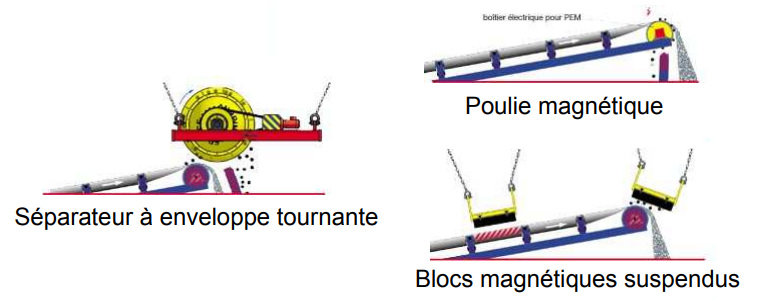 boîtier électrique pour PEM
Poulie magnétique
Séparateur à enveloppe tournante
Blocs magnétiques suspendus